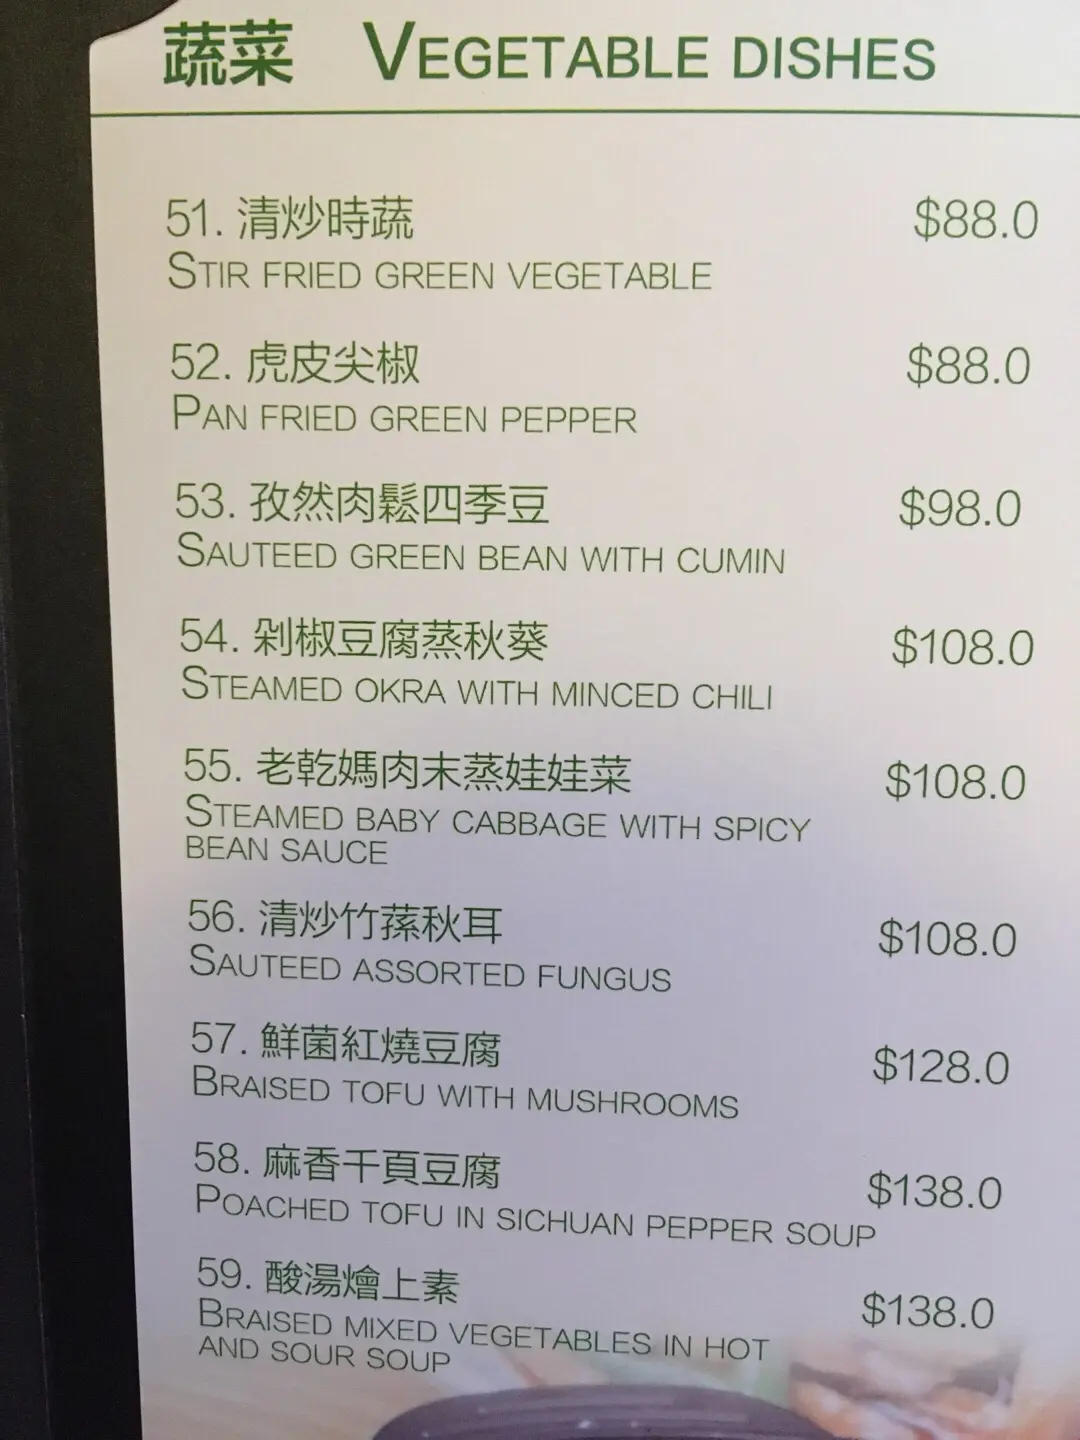 蔬菜 VEGETABLE DISHES
51. 清炒時蔬 $88.0
STIR FRIED GREEN VEGETABLE
52. 虎皮尖椒 $88.0
PAN FRIED GREEN PEPPER
53. 孜然肉鬆四季豆 $98.0
SAUTEED GREEN BEAN WITH CUMIN
54. 剁椒豆腐蒸秋葵 $108.0
STEAMED OKRA WITH MINCED CHILI
55. 老乾媽肉末蒸娃娃菜 $108.0
STEAMED BABY CABBAGE WITH SPICY
BEAN SAUCE
56. 清炒竹蓀秋耳 $108.0
SAUTEED ASSORTED FUNGUS
57. 鮮菌紅燒豆腐 $128.0
BRAISED TOFU WITH MUSHROOMS
58. 麻香千頁豆腐 $138.0
POACHED TOFU IN SICHUAN PEPPER SOUP
59. 酸湯燴上素 $138.0
BRAISED MIXED VEGETABLES IN HOT
AND SOUR SOUP